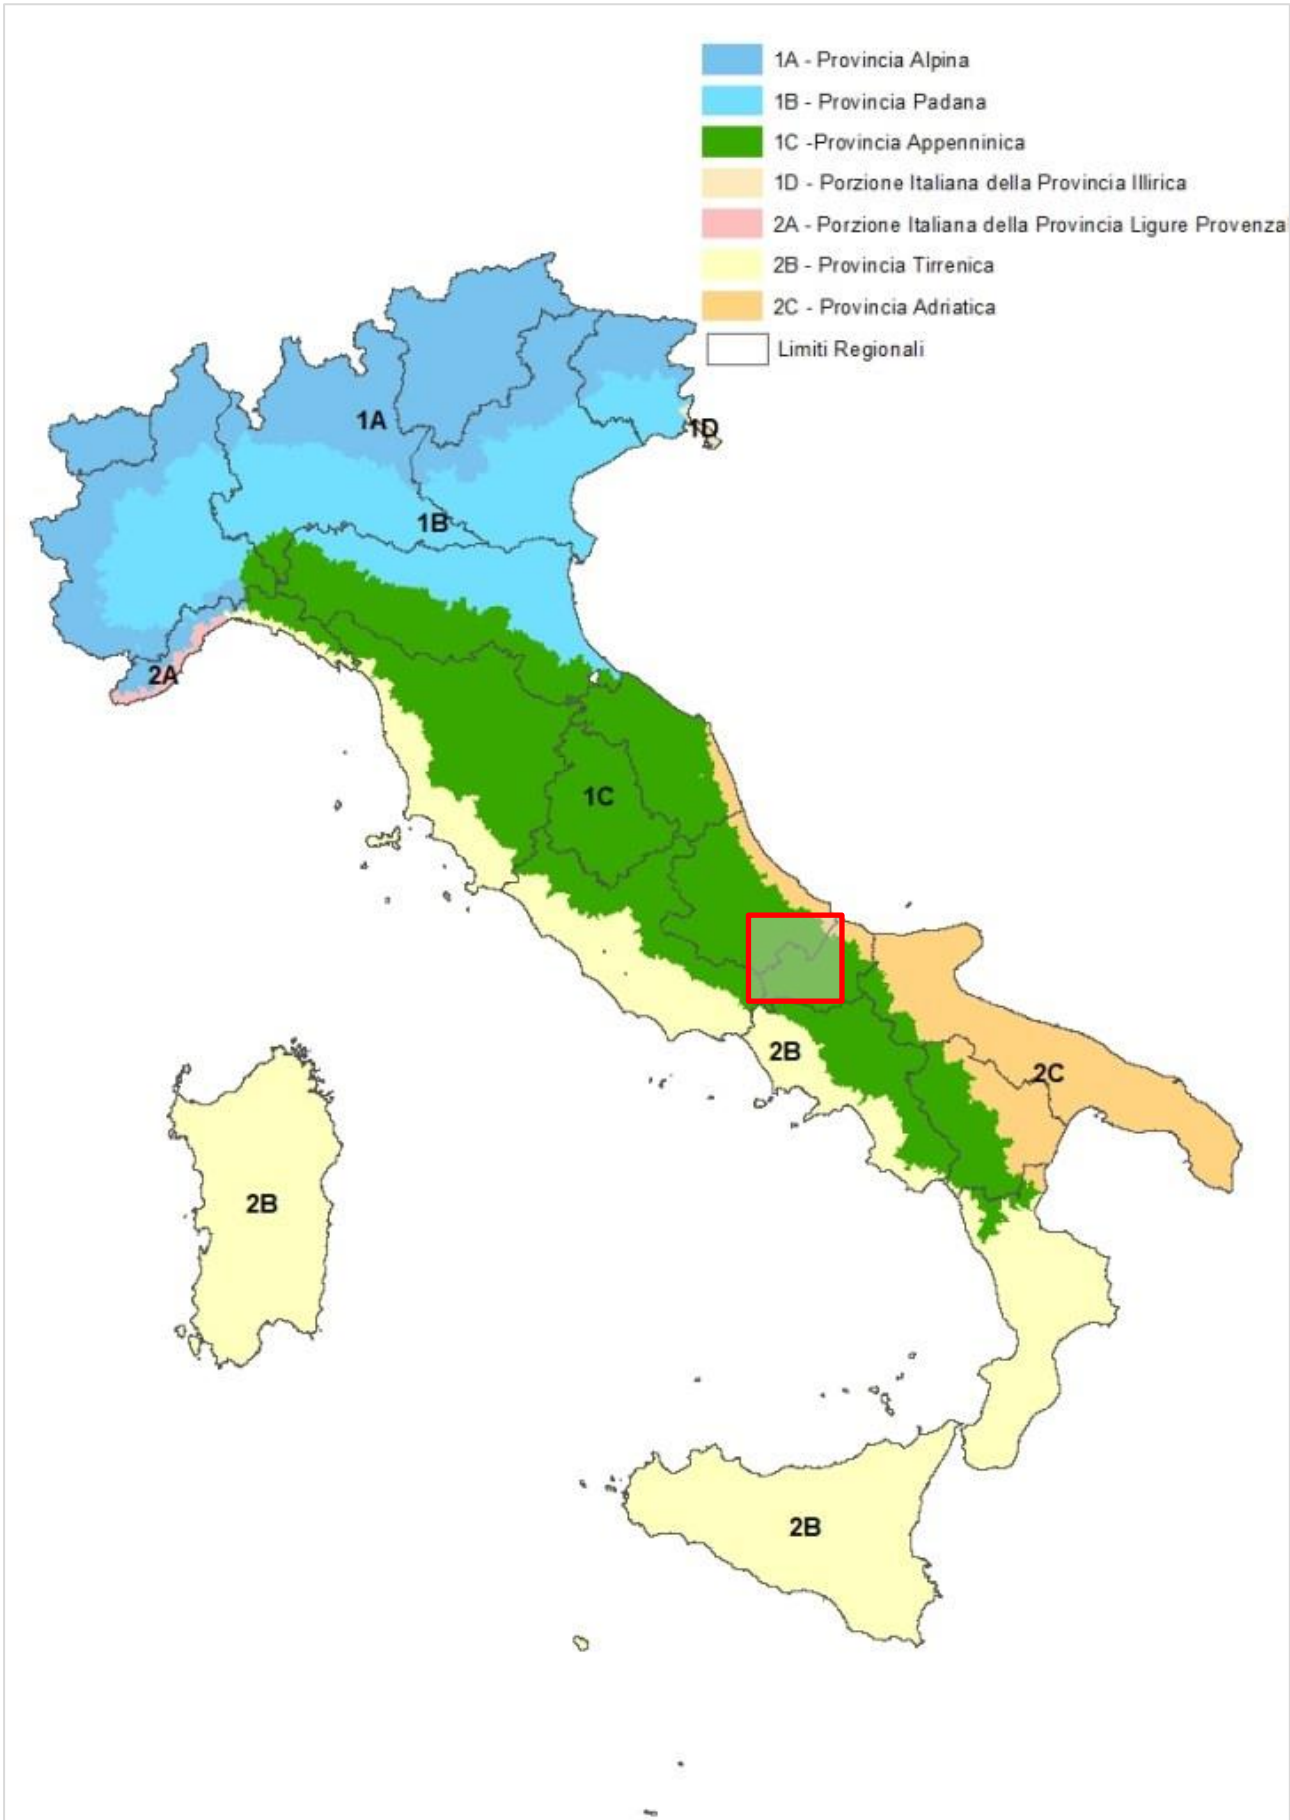 1A - Provincia Alpina
1B - Provincia Padana
1C -Provincia Appenninica
1D - Porzione Italiana della Provincia Illirica
2A - Porzione Italiana della Provincia Ligure Provenzal
2B - Provincia Tirrenica
2C - Provincia Adriatica
Limiti Regionali
1A
1D
1B
2A
1C
2B
2C
2B
2B